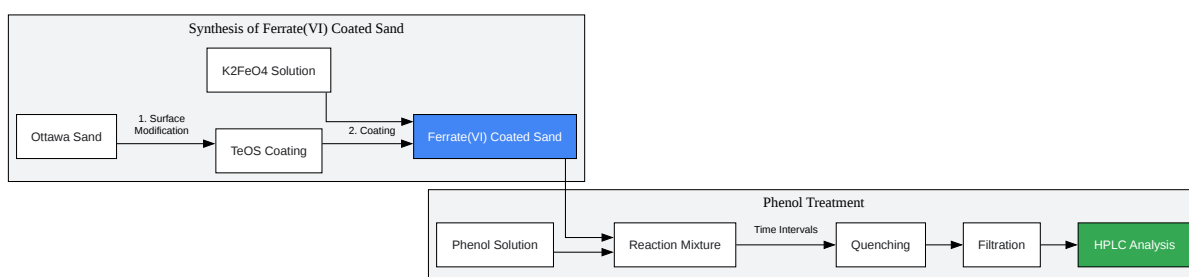 Synthesis of Ferrate(VI) Coated Sand
K2FeO4 Solution
Ottawa Sand
1. Surface
Modification
TeOS Coating
2. Coating
Ferrate(VI) Coated Sand
Phenol Treatment
Phenol Solution
Reaction Mixture
Time Intervals
Quenching
Filtration
HPLC Analysis